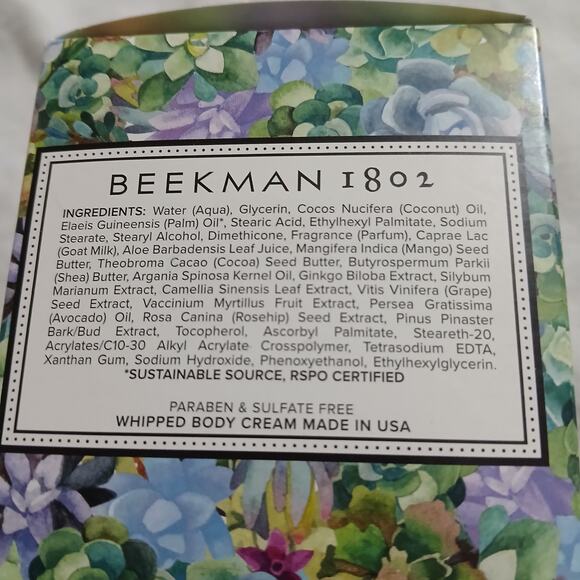 BEEKMAN 1802
INGREDIENTS: Water (Aqua), Glycerin, Cocos Nucifera (Coconut) Oil,
Elaeis Guineensis (Palm) Oil*, Stearic Acid, Ethylhexyl Palmitate, Sodium
Stearate, Stearyl Alcohol, Dimethicone, Fragrance (Parfum), Caprae Lac
(Goat Milk), Aloe Barbadensis Leaf Juice, Mangifera Indica (Mango) Seed
Butter, Theobroma Cacao (Cocoa) Seed Butter, Butyrospermum Parkii
(Shea) Butter, Argania Spinosa Kernel Oil, Ginkgo Biloba Extract, Silybum
Marianum Extract, Camellia Sinensis Leaf Extract, Vitis Vinifera (Grape)
Seed Extract, Vaccinium Myrtillus Fruit Extract, Persea Gratissima
(Avocado) Oil, Rosa Canina (Rosehip) Seed Extract, Pinus Pinaster
Bark/Bud Extract, Tocopherol, Ascorbyl Palmitate, Steareth-20,
Acrylates/C10-30 Alkyl Acrylate Crosspolymer, Tetrasodium EDTA,
Xanthan Gum, Sodium Hydroxide, Phenoxyethanol, Ethylhexylglycerin.
*SUSTAINABLE SOURCE, RSPO CERTIFIED
PARABEN & SULFATE FREE
WHIPPED BODY CREAM MADE IN USA